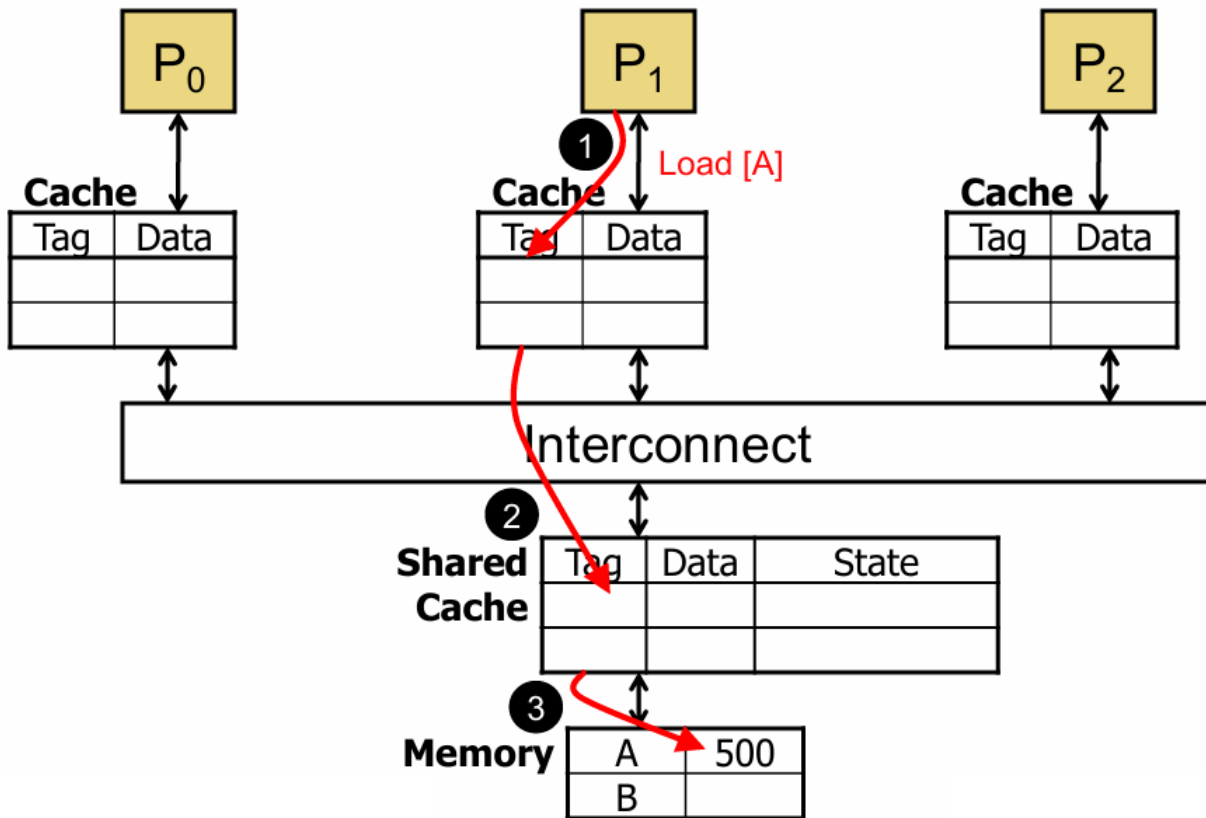 P₀ P₁ P₂
1 Load [A]
Cache Cache Cache
Tag Data Tag Data Tag Data
Interconnect
2
Shared Cache Tag Data State
3
Memory A 500
B